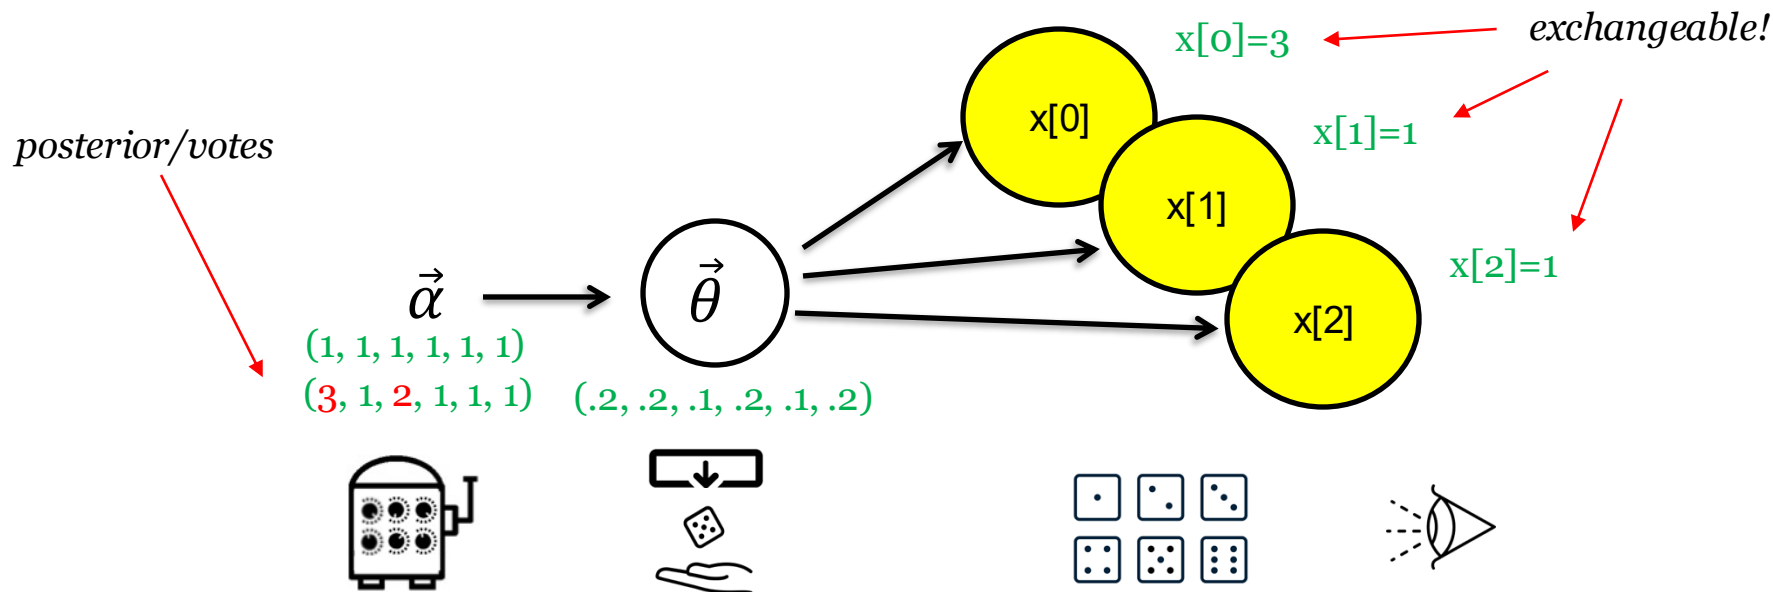 x[0]=3
exchangeable!
x[0]
x[1]=1
posterior/votes
x[1]
x[2]=1
α⃗
θ⃗
x[2]
(1, 1, 1, 1, 1, 1)
(3, 1, 2, 1, 1, 1)
(.2, .2, .1, .2, .1, .2)